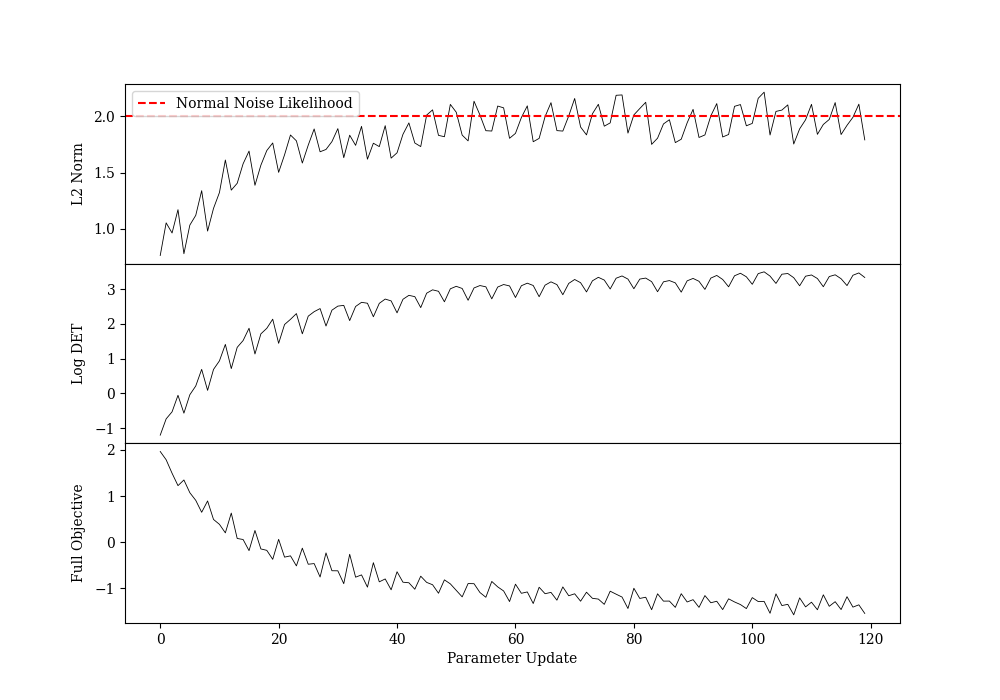 Normal Noise Likelihood
2.0
1.5
1.0
L2 Norm
3
2
1
0
−1
Log DET
2
1
0
−1
Full Objective
0 20 40 60 80 100 120
Parameter Update